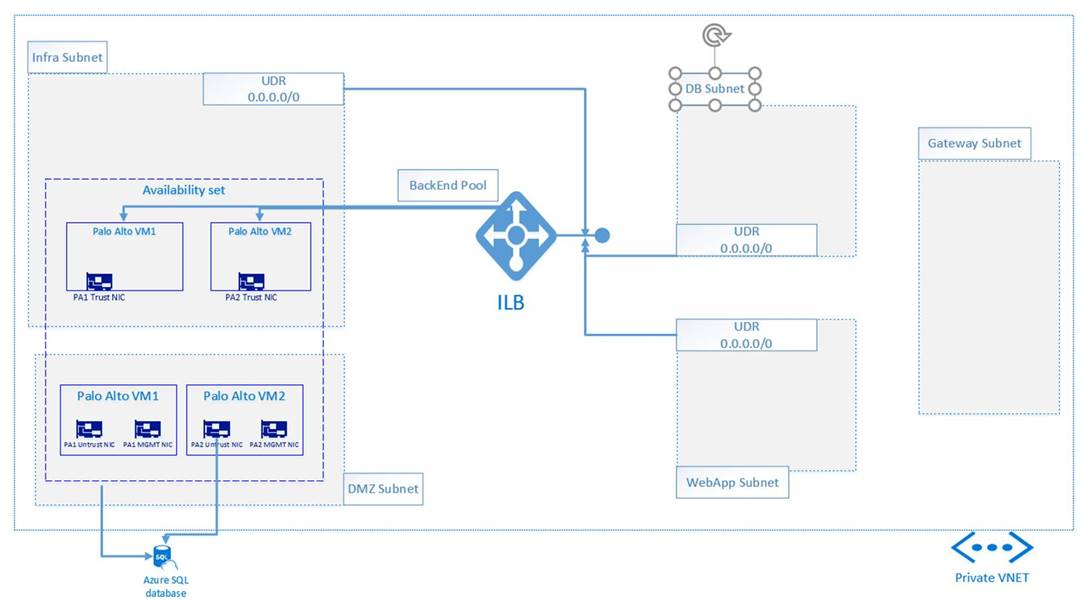 Infra Subnet
UDR
0.0.0.0/0
DB Subnet
Gateway Subnet
Availability set
BackEnd Pool
Palo Alto VM1
Palo Alto VM2
UDR
0.0.0.0/0
PA1 Trust NIC
PA2 Trust NIC
ILB
UDR
0.0.0.0/0
Palo Alto VM1
Palo Alto VM2
PA1 Untrust NIC
PA1 MGMT NIC
PA2 Untrust NIC
PA2 MGMT NIC
DMZ Subnet
WebApp Subnet
SQL
Azure SQL
database
Private VNET